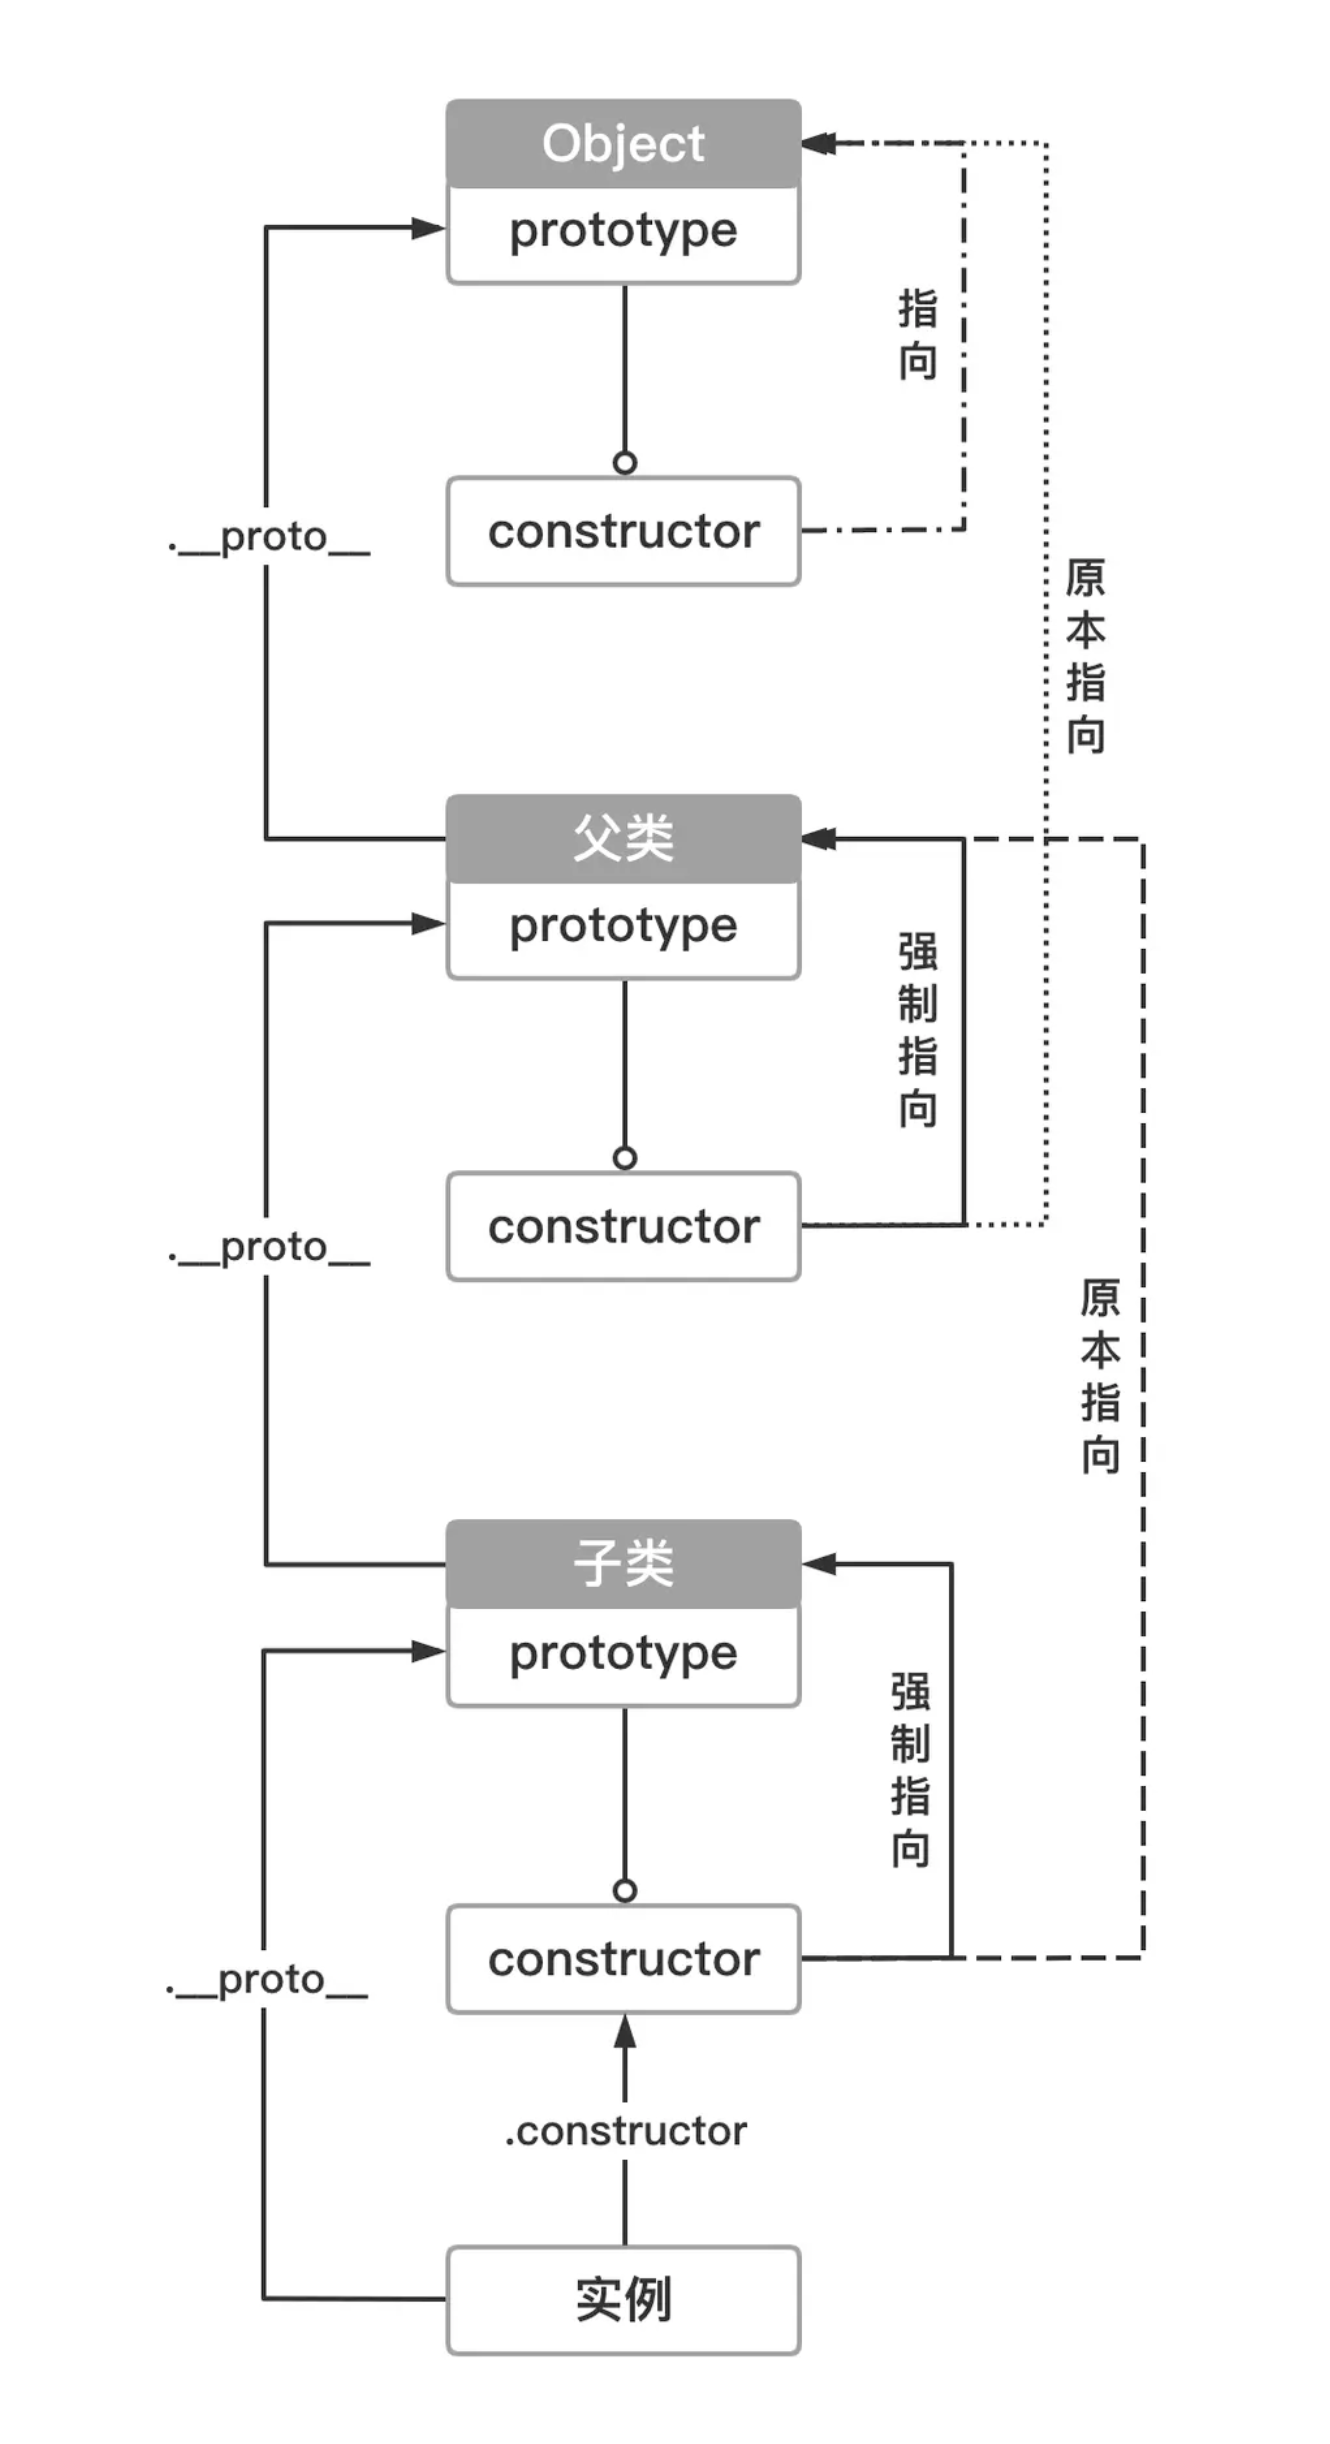 Object
prototype
指向
constructor
.__proto__
原本指向
父类
prototype
强制指向
constructor
.__proto__
原本指向
子类
prototype
强制指向
constructor
.__proto__
.constructor
实例